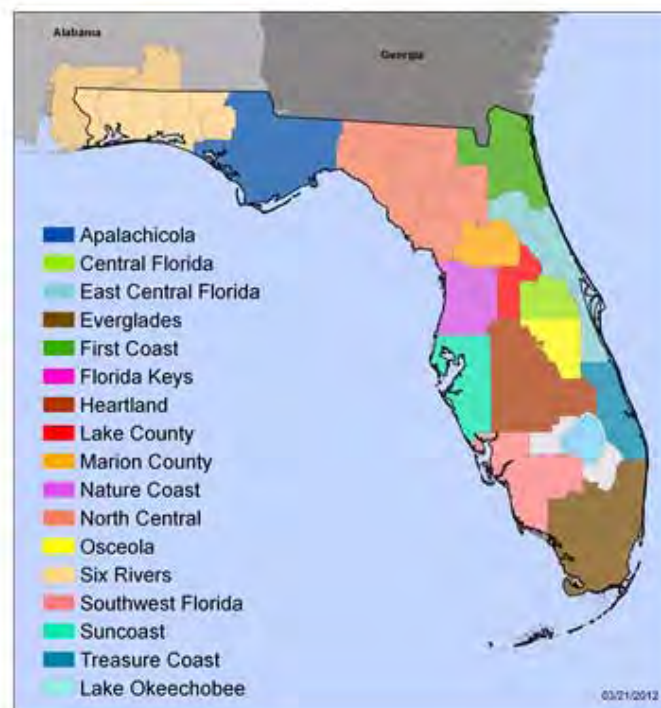 Alabama
Georgia
Apalachicola
Central Florida
East Central Florida
Everglades
First Coast
Florida Keys
Heartland
Lake County
Marion County
Nature Coast
North Central
Osceola
Six Rivers
Southwest Florida
Suncoast
Treasure Coast
Lake Okeechobee
03/21/2012